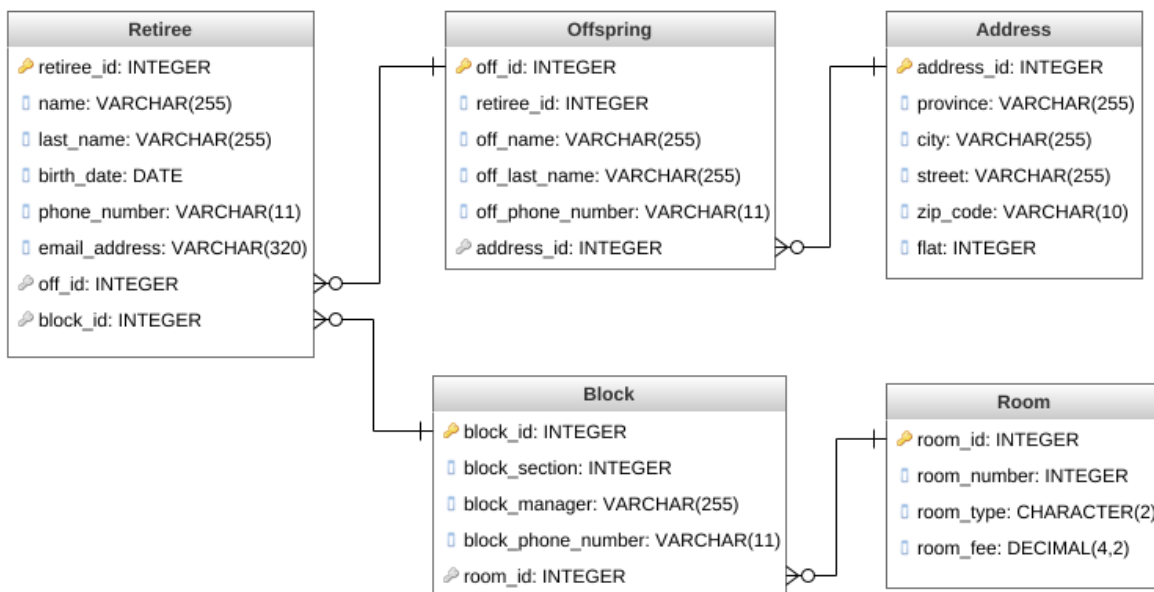 Retiree
retiree_id: INTEGER
name: VARCHAR(255)
last_name: VARCHAR(255)
birth_date: DATE
phone_number: VARCHAR(11)
email_address: VARCHAR(320)
off_id: INTEGER
block_id: INTEGER
Offspring
off_id: INTEGER
retiree_id: INTEGER
off_name: VARCHAR(255)
off_last_name: VARCHAR(255)
off_phone_number: VARCHAR(11)
address_id: INTEGER
Address
address_id: INTEGER
province: VARCHAR(255)
city: VARCHAR(255)
street: VARCHAR(255)
zip_code: VARCHAR(10)
flat: INTEGER
Block
block_id: INTEGER
block_section: INTEGER
block_manager: VARCHAR(255)
block_phone_number: VARCHAR(11)
room_id: INTEGER
Room
room_id: INTEGER
room_number: INTEGER
room_type: CHARACTER(2)
room_fee: DECIMAL(4,2)